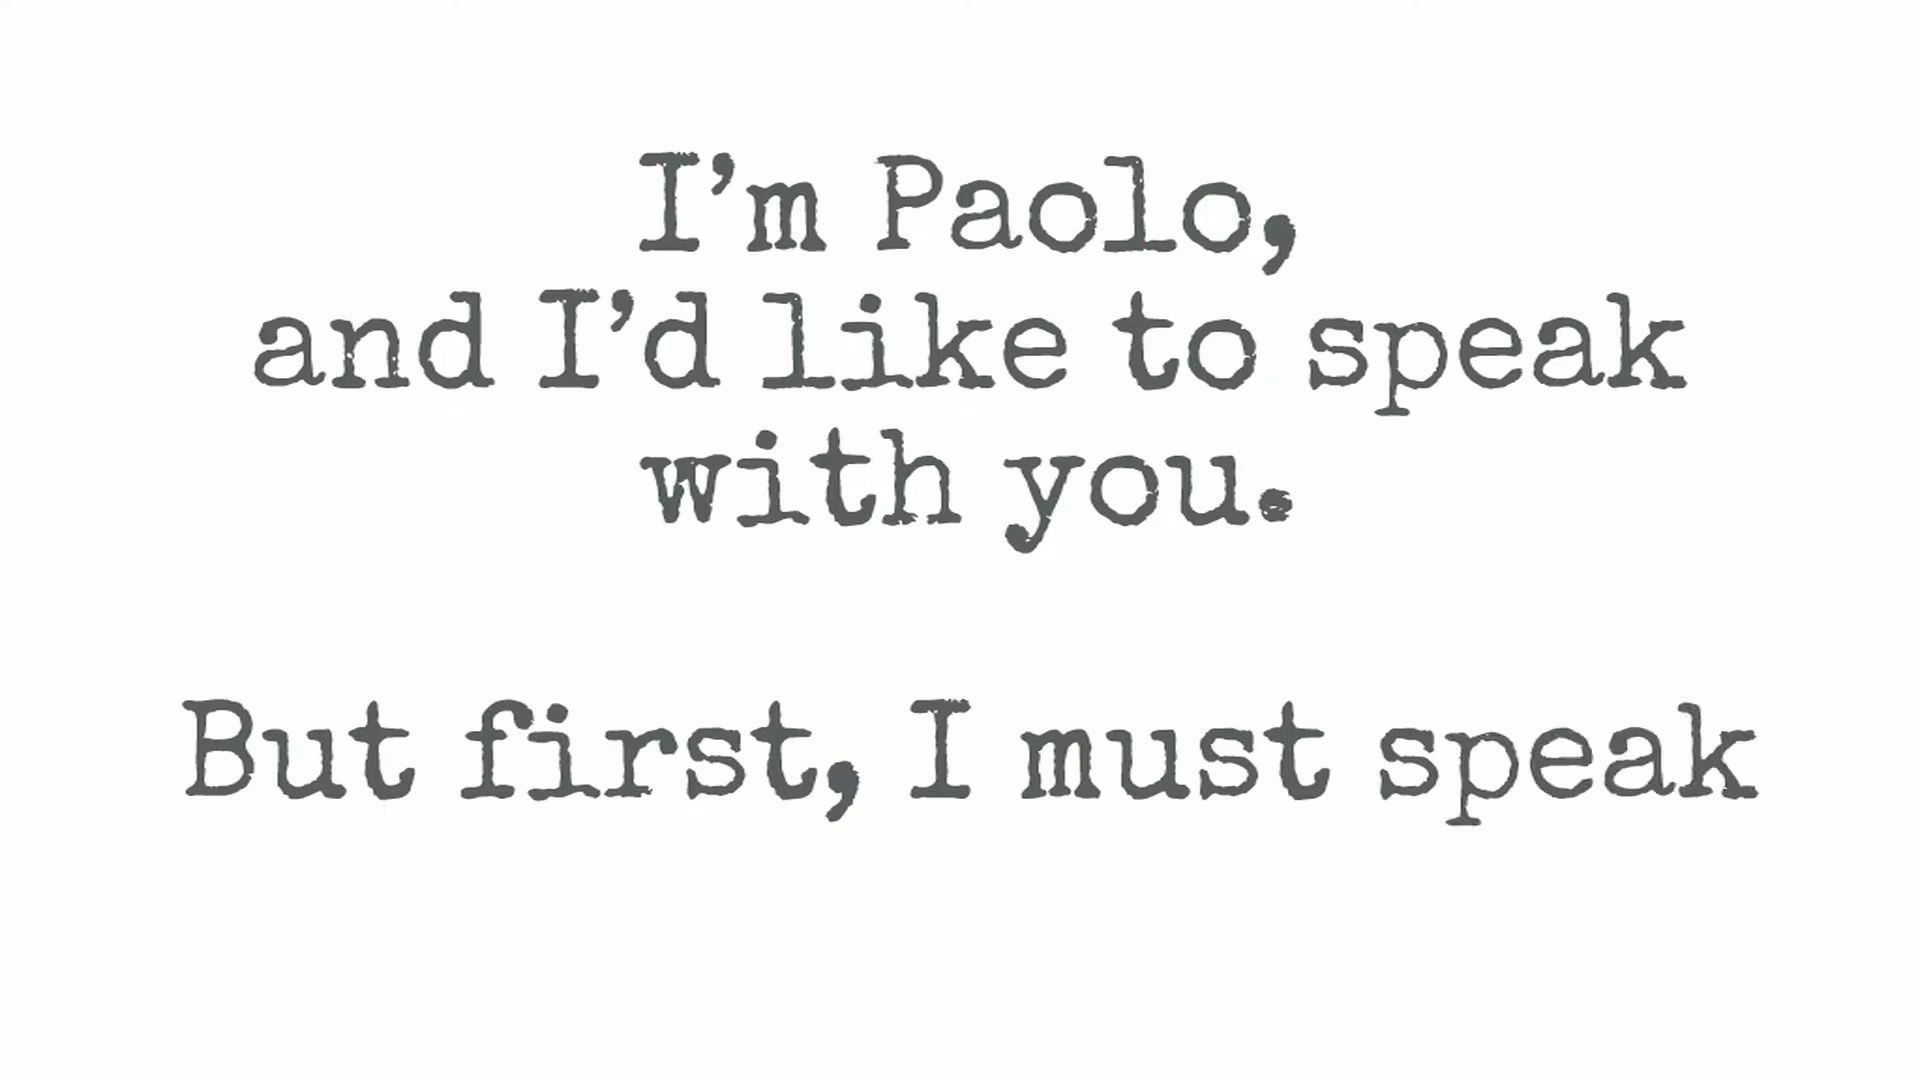 I’m Paolo,
and I’d like to speak
with you.
But first, I must speak